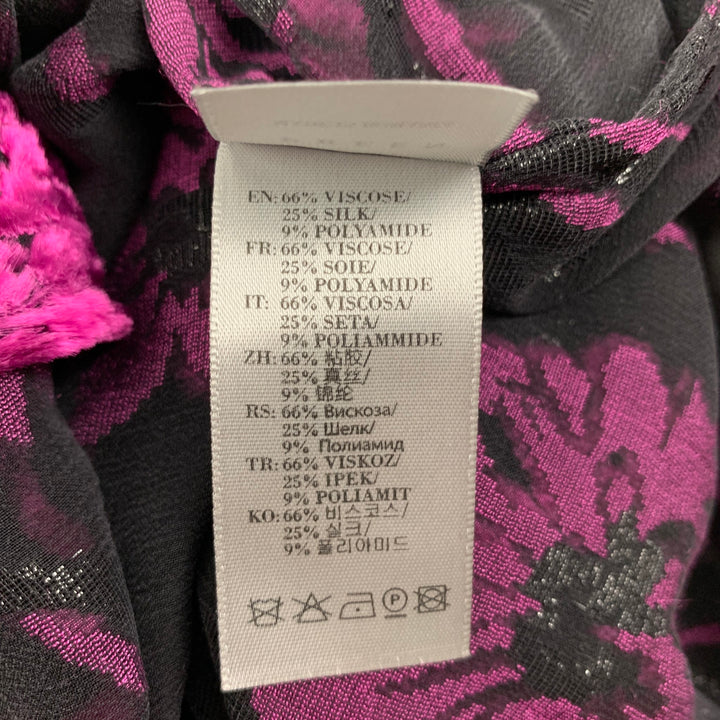 EN: 66% VISCOSE/
25% SILK/
9% POLYAMIDE
FR: 66% VISCOSE/
25% SOIE/
9% POLYAMIDE
IT: 66% VISCOSA/
25% SETA/
9% POLIAMMIDE
ZH: 66% 粘胶/
25% 真丝/
9% 锦纶
RS: 66% Вискоза/
25% Шелк/
9% Полиамид
TR: 66% VISKOZ/
25% IPEK/
9% POLIAMIT
KO: 66% 비스코스/
25% 실크/
9% 폴리아미드
P